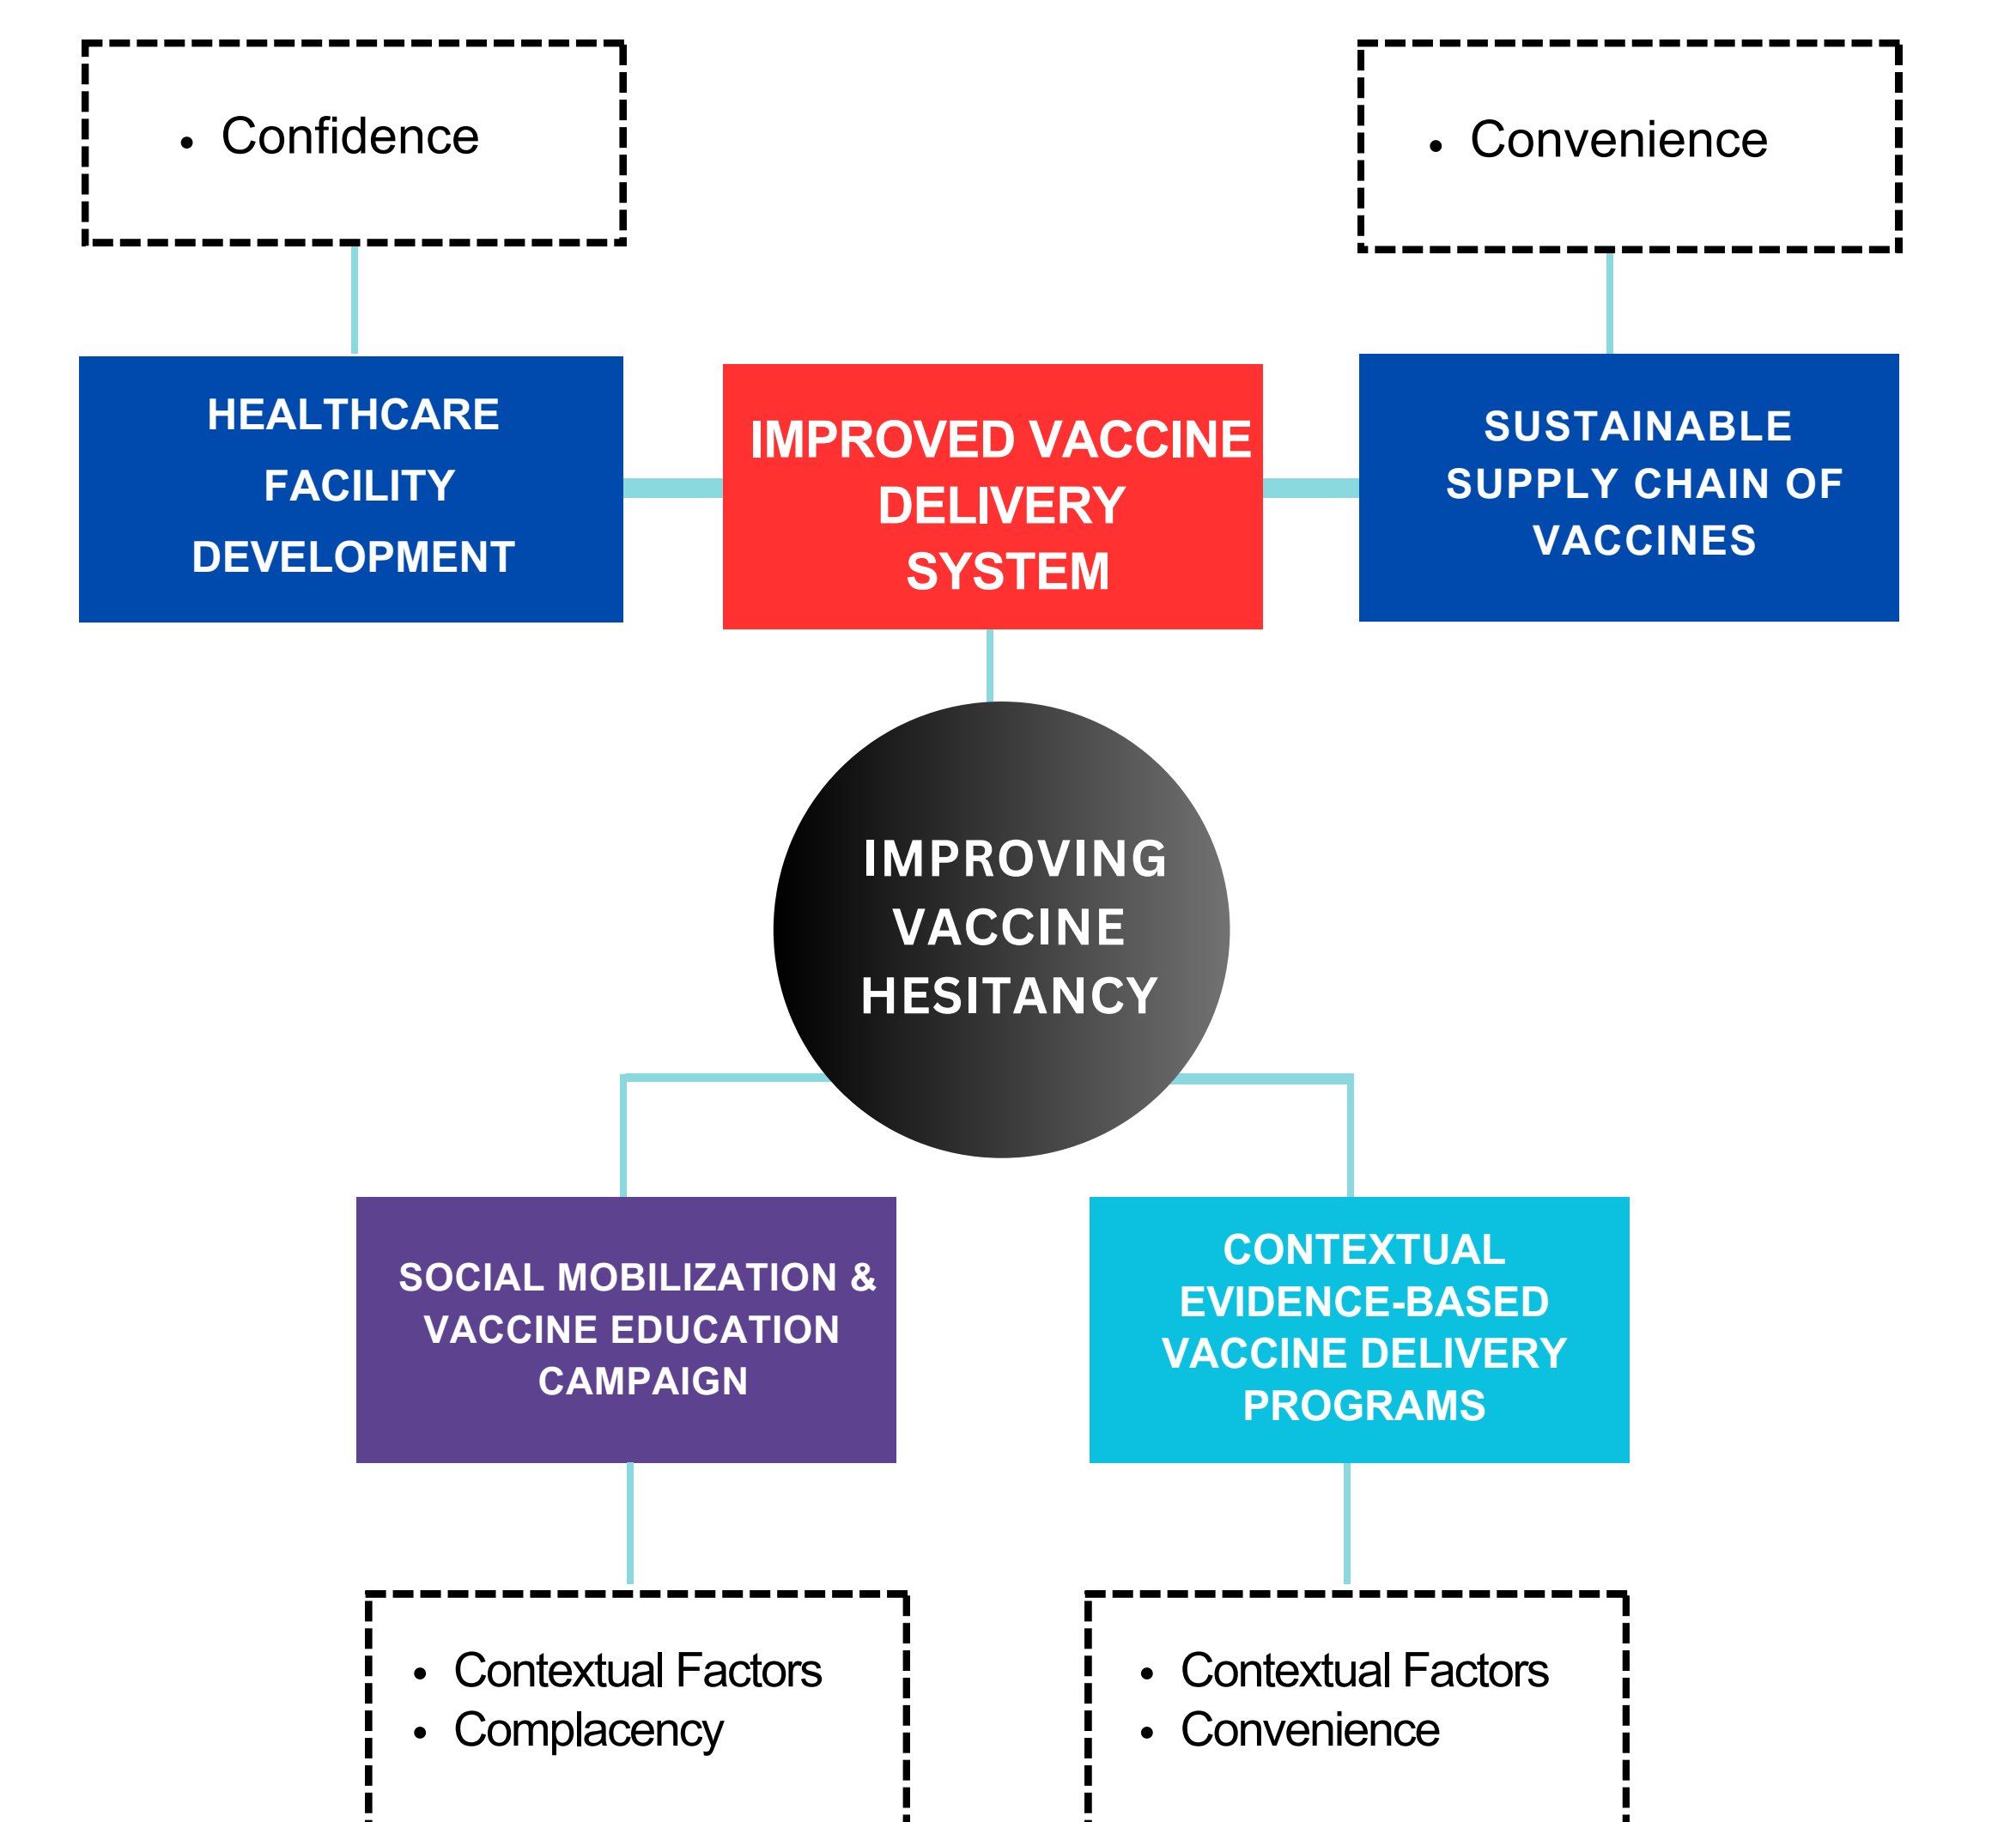 • Confidence
• Convenience
HEALTHCARE
FACILITY
DEVELOPMENT
IMPROVED VACCINE
DELIVERY
SYSTEM
SUSTAINABLE
SUPPLY CHAIN OF
VACCINES
IMPROVING
VACCINE
HESITANCY
SOCIAL MOBILIZATION &
VACCINE EDUCATION
CAMPAIGN
CONTEXTUAL
EVIDENCE-BASED
VACCINE DELIVERY
PROGRAMS
• Contextual Factors
• Complacency
• Contextual Factors
• Convenience